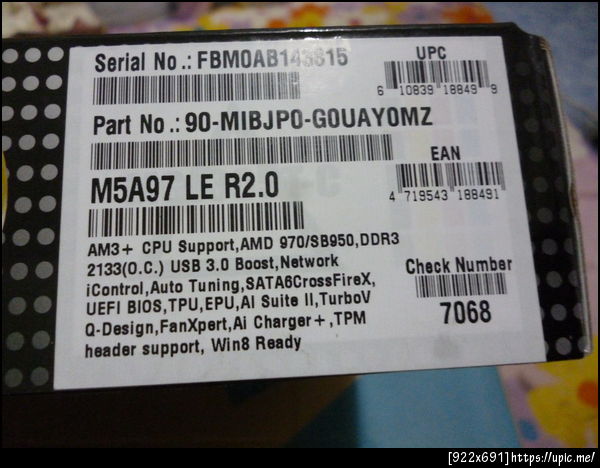 Serial No.: FBM0AB143815
UPC
6 10839 18849 9
Part No.: 90-MIBJP0-G0UAY0MZ
EAN
M5A97 LE R2.0
4 719543 188491
AM3+ CPU Support,AMD 970/SB950,DDR3
2133(O.C.) USB 3.0 Boost,Network
iControl,Auto Tuning,SATA6CrossFireX,
UEFI BIOS,TPU,EPU,AI Suite II,TurboV
Q-Design,FanXpert,Ai Charger+,TPM
header support, Win8 Ready
Check Number
7068
[922x691]https://upic.me/